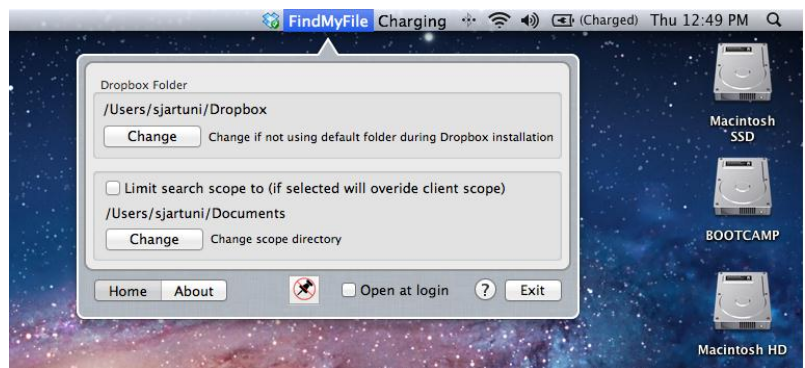 FindMyFile Charging (Charged) Thu 12:49 PM
Dropbox Folder
/Users/sjartuni/Dropbox
Change Change if not using default folder during Dropbox installation
Limit search scope to (if selected will overide client scope)
/Users/sjartuni/Documents
Change Change scope directory
Home About Open at login ? Exit
Macintosh
SSD
BOOTCAMP
Macintosh HD